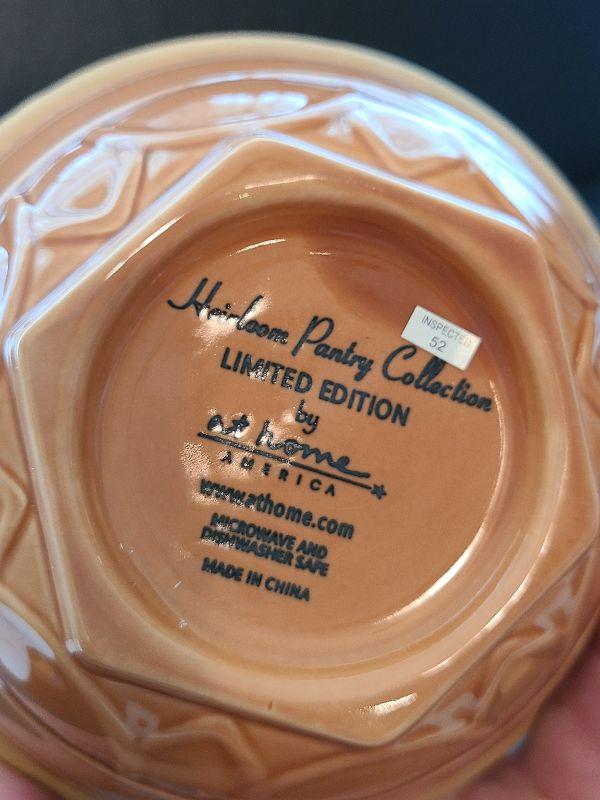 Heirloom Pantry Collection
INSPECTED
52
LIMITED EDITION
by
at home
AMERICA
www.athome.com
MICROWAVE AND
DISHWASHER SAFE
MADE IN CHINA